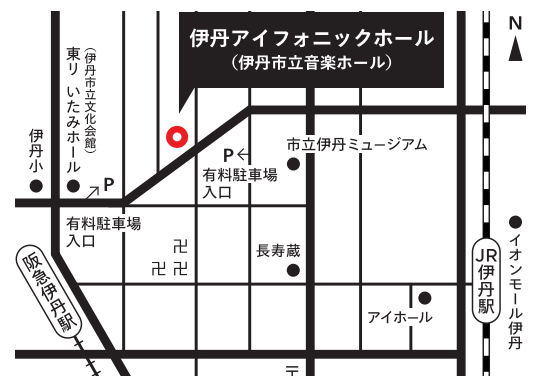 伊丹アイフォニックホール
(伊丹市立音楽ホール)
N
東リ いたみホール
(伊丹市立文化会館)
伊丹小
P
有料駐車場
入口
P←
有料駐車場
入口
市立伊丹ミュージアム
卍
卍 卍
長寿蔵
阪急伊丹駅
JR
伊丹駅
イオンモール伊丹
アイホール
〒